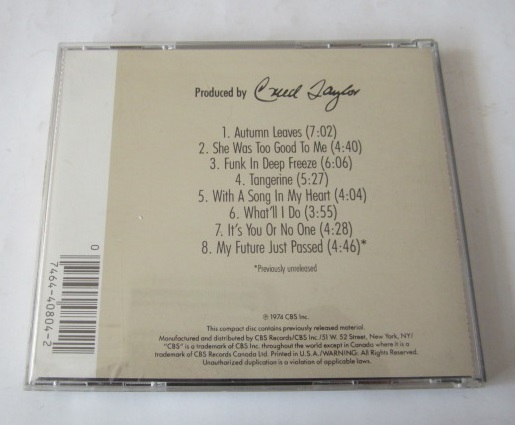 Produced by Creed Taylor
1. Autumn Leaves (7:02)
2. She Was Too Good To Me (4:40)
3. Funk In Deep Freeze (6:06)
4. Tangerine (5:27)
5. With A Song In My Heart (4:04)
6. What'll I Do (3:55)
7. It's You Or No One (4:28)
8. My Future Just Passed (4:46)*
*Previously unreleased
℗ 1974 CBS Inc.
This compact disc contains previously released material.
Manufactured and distributed by CBS Records/CBS Inc./51 W. 52 Street, New York, NY/
"CBS" is a trademark of CBS Inc. throughout the world except in Canada where it is a
trademark of CBS Records Canada Ltd. Printed in U.S.A./WARNING: All Rights Reserved.
Unauthorized duplication is a violation of applicable laws.
0 7464-40804-2